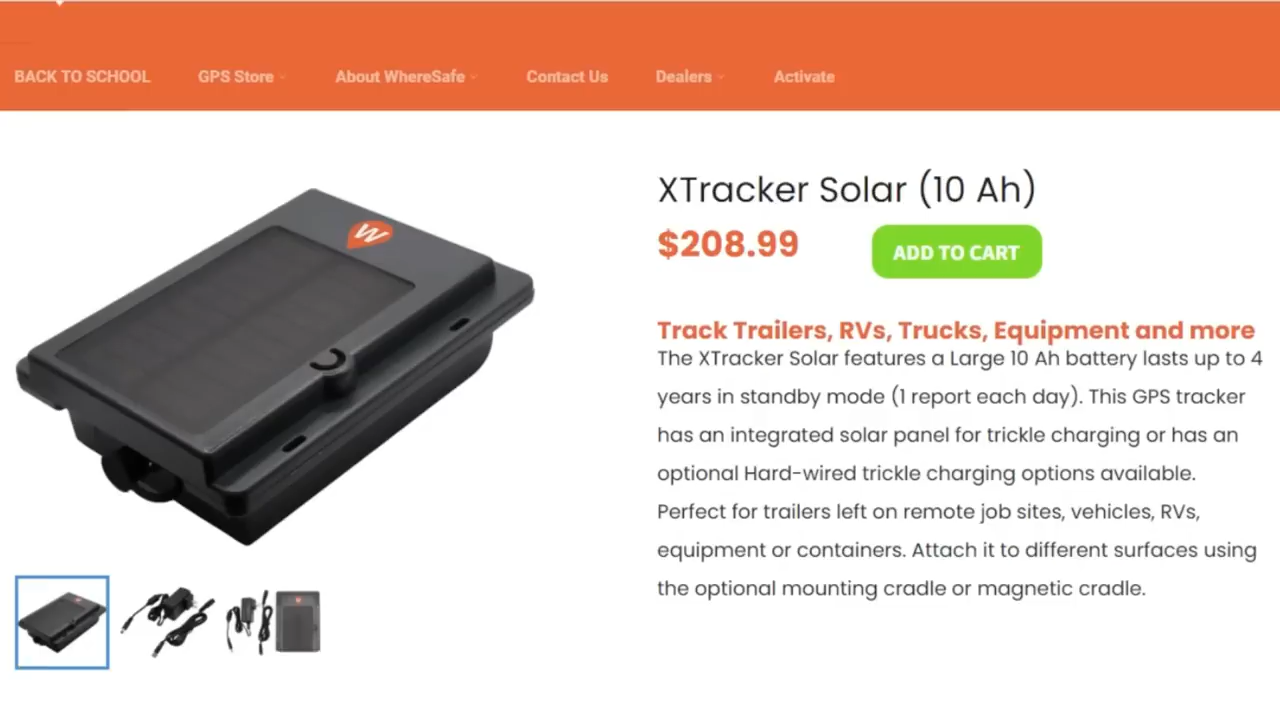 BACK TO SCHOOL GPS Store About WhereSafe Contact Us Dealers Activate
W
XTracker Solar (10 Ah)
$208.99
ADD TO CART
Track Trailers, RVs, Trucks, Equipment and more
The XTracker Solar features a Large 10 Ah battery lasts up to 4
years in standby mode (1 report each day). This GPS tracker
has an integrated solar panel for trickle charging or has an
optional Hard-wired trickle charging options available.
Perfect for trailers left on remote job sites, vehicles, RVs,
equipment or containers. Attach it to different surfaces using
the optional mounting cradle or magnetic cradle.